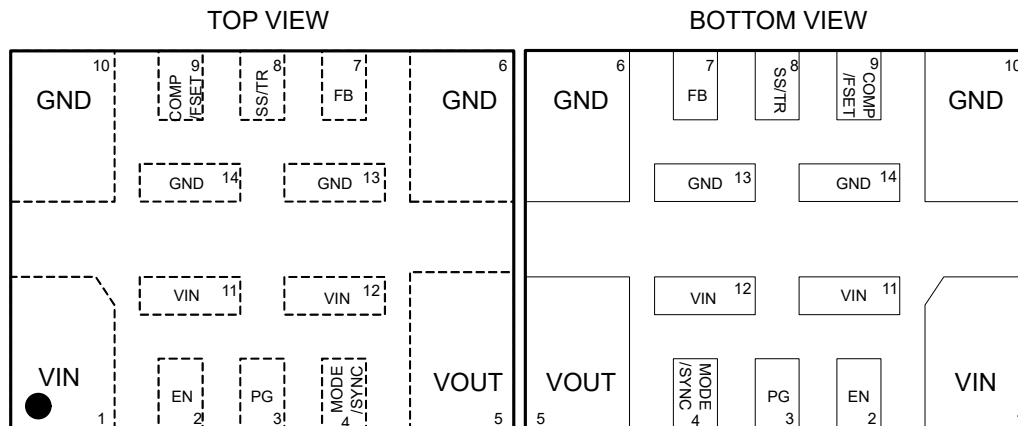 TOP VIEW
BOTTOM VIEW
10
9
8
7
6
GND
COMP
/FSET
SS/TR
FB
GND
GND 14
GND 13
VIN 11
VIN 12
VIN
EN
PG
MODE
/SYNC
VOUT
1
2
3
4
5
6
7
8
9
10
GND
FB
SS/TR
COMP
/FSET
GND
GND 13
GND 14
VIN 12
VIN 11
VOUT
MODE
/SYNC
PG
EN
VIN
5
4
3
2